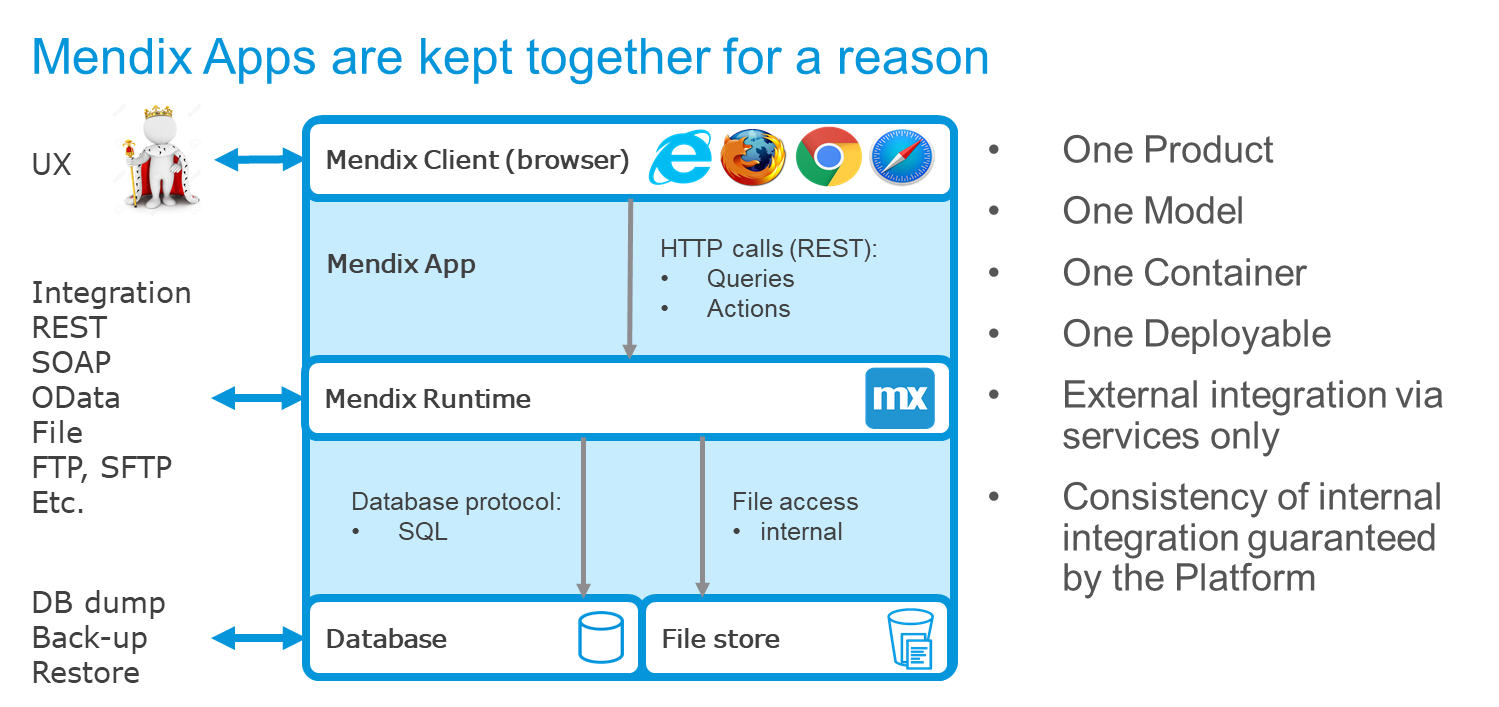 Mendix Apps are kept together for a reason
UX
Mendix Client (browser)
Mendix App
HTTP calls (REST):
• Queries
• Actions
Integration
REST
SOAP
OData
File
FTP, SFTP
Etc.
Mendix Runtime
mx
Database protocol:
• SQL
File access
• internal
DB dump
Back-up
Restore
Database
File store
• One Product
• One Model
• One Container
• One Deployable
• External integration via
services only
• Consistency of internal
integration guaranteed
by the Platform